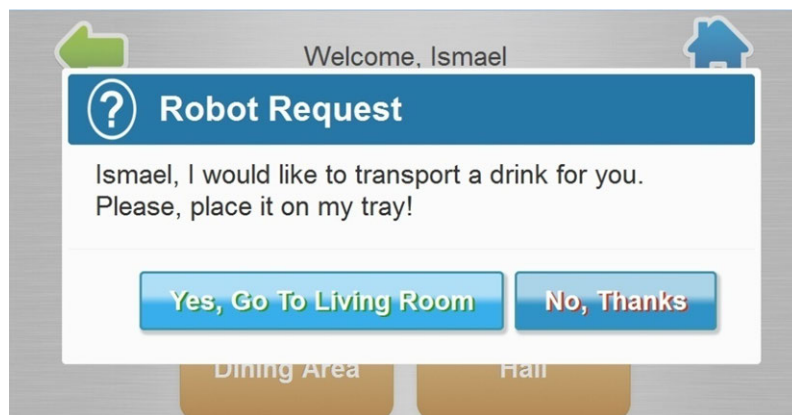 Welcome, Ismael
? Robot Request
Ismael, I would like to transport a drink for you.
Please, place it on my tray!
Yes, Go To Living Room
No, Thanks
Dining Area
Hall